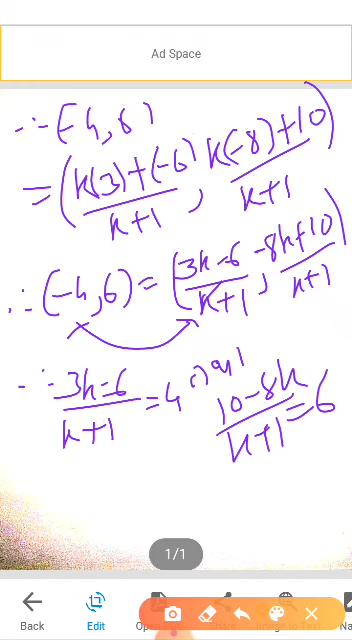 Ad Space
∴ (-4, 6)
= (k(3)+(-6)/k+1, k(-8)+10/k+1)
∴ (-4, 6) = (3k-6/k+1, -8k+10/k+1)
∴ 3k-6/k+1 = 4 10-8k/k+1 = 6
1/1
Back
Edit
Share